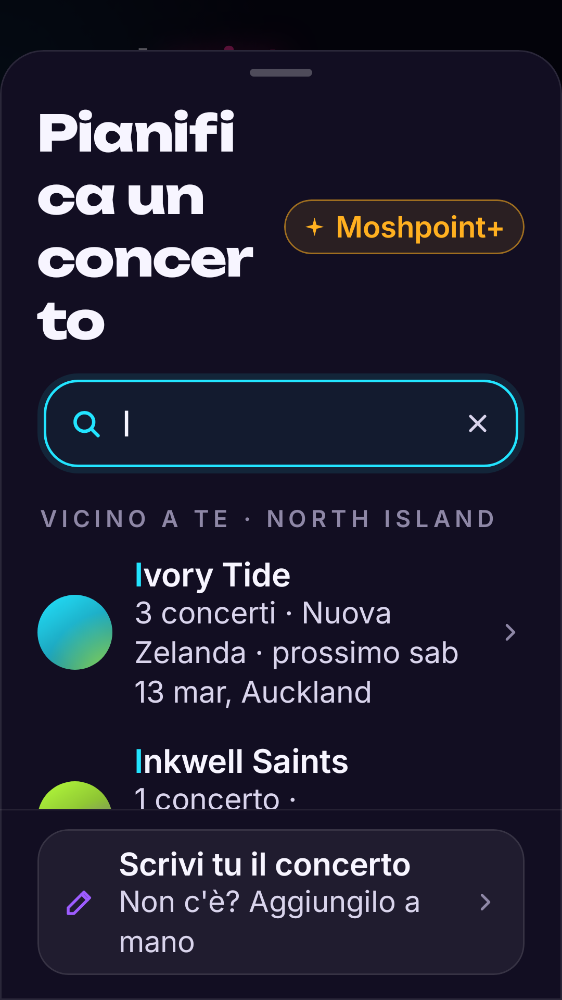 Pianifi
ca un
concer
to
Moshpoint+
I
VICINO A TE · NORTH ISLAND
Ivory Tide
3 concerti · Nuova
Zelanda · prossimo sab
13 mar, Auckland
Inkwell Saints
1 concerto ·
Scrivi tu il concerto
Non c'è? Aggiungilo a
mano